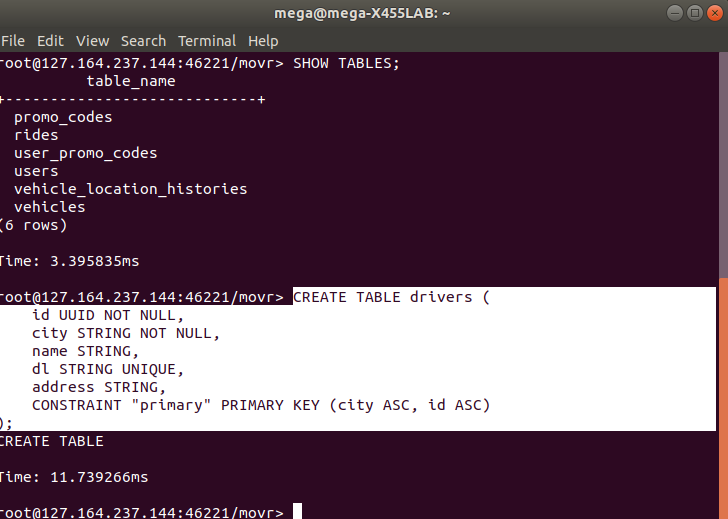 mega@mega-X455LAB: ~
File Edit View Search Terminal Help
root@127.164.237.144:46221/movr> SHOW TABLES;
table_name
+----------------------------+
promo_codes
rides
user_promo_codes
users
vehicle_location_histories
vehicles
(6 rows)
Time: 3.395835ms
root@127.164.237.144:46221/movr> CREATE TABLE drivers (
id UUID NOT NULL,
city STRING NOT NULL,
name STRING,
dl STRING UNIQUE,
address STRING,
CONSTRAINT "primary" PRIMARY KEY (city ASC, id ASC)
);
CREATE TABLE
Time: 11.739266ms
root@127.164.237.144:46221/movr>